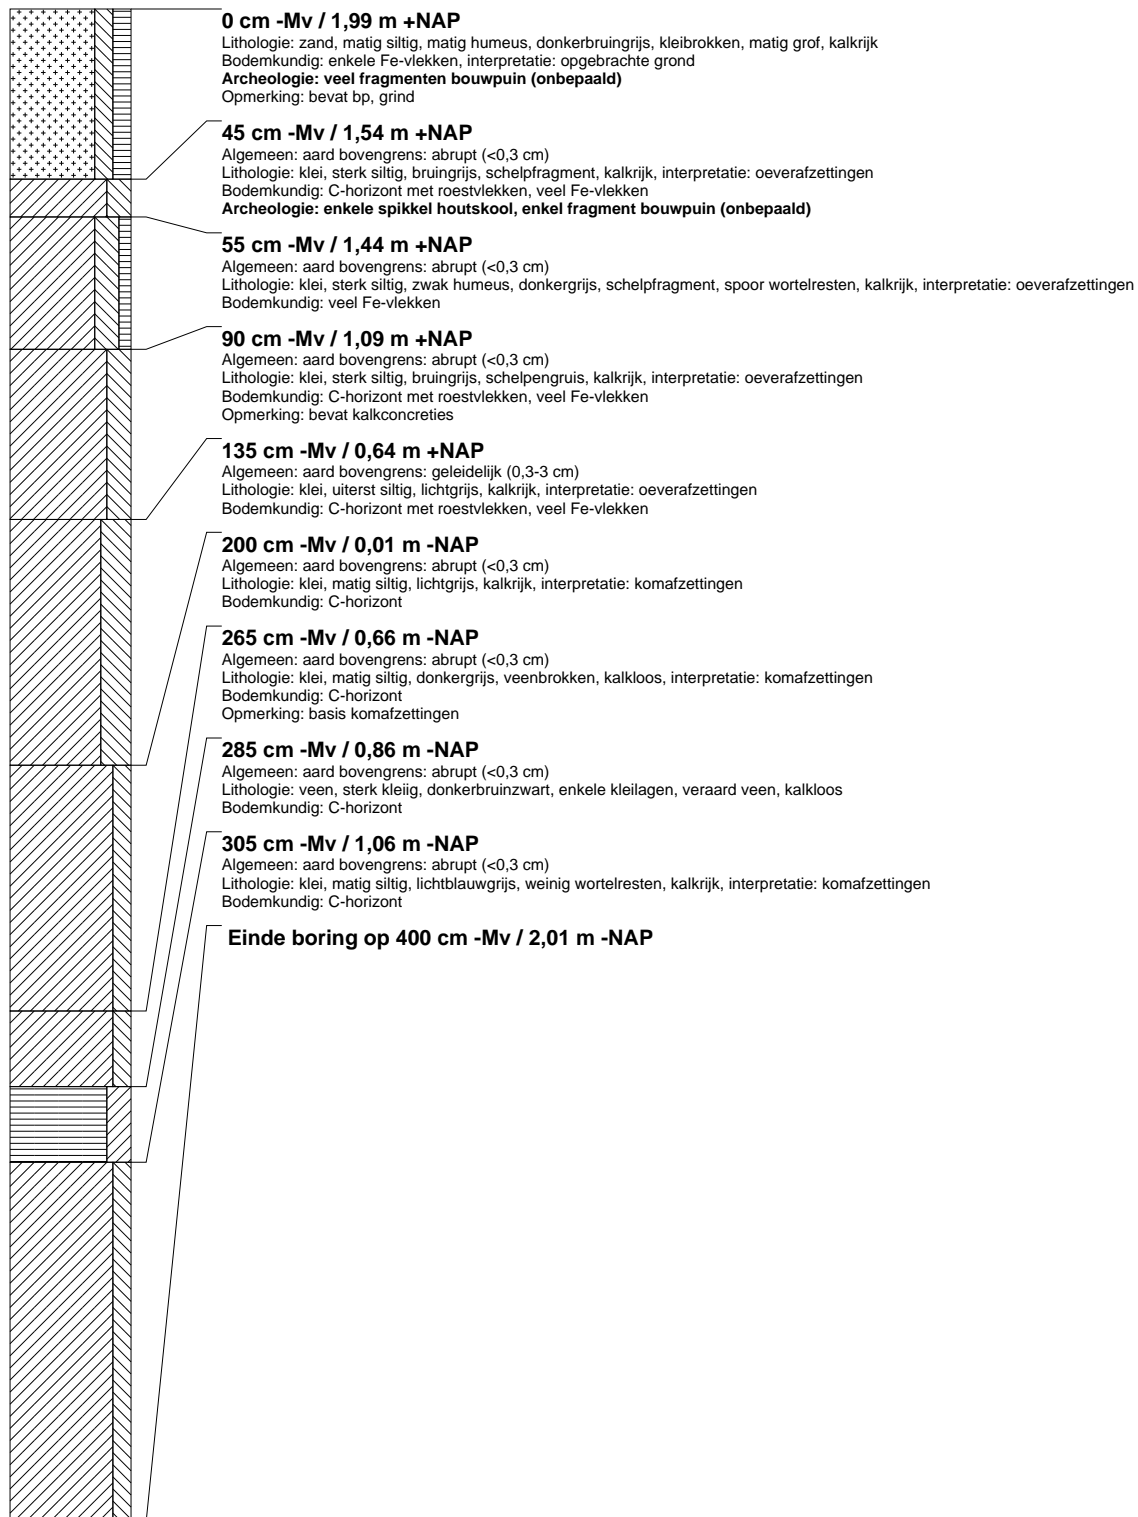 0 cm -Mv / 1,99 m +NAP
Lithologie: zand, matig siltig, matig humeus, donkerbruingrijs, kleibrokken, matig grof, kalkrijk
Bodemkundig: enkele Fe-vlekken, interpretatie: opgebrachte grond
Archeologie: veel fragmenten bouwpuin (onbepaald)
Opmerking: bevat bp, grind
45 cm -Mv / 1,54 m +NAP
Algemeen: aard bovengrens: abrupt (<0,3 cm)
Lithologie: klei, sterk siltig, bruingrijs, schelpfragment, kalkrijk, interpretatie: oeverafzettingen
Bodemkundig: C-horizont met roestvlekken, veel Fe-vlekken
Archeologie: enkele spikkel houtskool, enkel fragment bouwpuin (onbepaald)
55 cm -Mv / 1,44 m +NAP
Algemeen: aard bovengrens: abrupt (<0,3 cm)
Lithologie: klei, sterk siltig, zwak humeus, donkergrijs, schelpfragment, spoor wortelresten, kalkrijk, interpretatie: oeverafzettingen
Bodemkundig: veel Fe-vlekken
90 cm -Mv / 1,09 m +NAP
Algemeen: aard bovengrens: abrupt (<0,3 cm)
Lithologie: klei, sterk siltig, bruingrijs, schelpengruis, kalkrijk, interpretatie: oeverafzettingen
Bodemkundig: C-horizont met roestvlekken, veel Fe-vlekken
Opmerking: bevat kalkconcreties
135 cm -Mv / 0,64 m +NAP
Algemeen: aard bovengrens: geleidelijk (0,3-3 cm)
Lithologie: klei, uiterst siltig, lichtgrijs, kalkrijk, interpretatie: oeverafzettingen
Bodemkundig: C-horizont met roestvlekken, veel Fe-vlekken
200 cm -Mv / 0,01 m -NAP
Algemeen: aard bovengrens: abrupt (<0,3 cm)
Lithologie: klei, matig siltig, lichtgrijs, kalkrijk, interpretatie: komafzettingen
Bodemkundig: C-horizont
265 cm -Mv / 0,66 m -NAP
Algemeen: aard bovengrens: abrupt (<0,3 cm)
Lithologie: klei, matig siltig, donkergrijs, veenbrokken, kalkloos, interpretatie: komafzettingen
Bodemkundig: C-horizont
Opmerking: basis komafzettingen
285 cm -Mv / 0,86 m -NAP
Algemeen: aard bovengrens: abrupt (<0,3 cm)
Lithologie: veen, sterk kleiig, donkerbruinzwart, enkele kleilagen, veraard veen, kalkloos
Bodemkundig: C-horizont
305 cm -Mv / 1,06 m -NAP
Algemeen: aard bovengrens: abrupt (<0,3 cm)
Lithologie: klei, matig siltig, lichtblauwgrijs, weinig wortelresten, kalkrijk, interpretatie: komafzettingen
Bodemkundig: C-horizont
Einde boring op 400 cm -Mv / 2,01 m -NAP